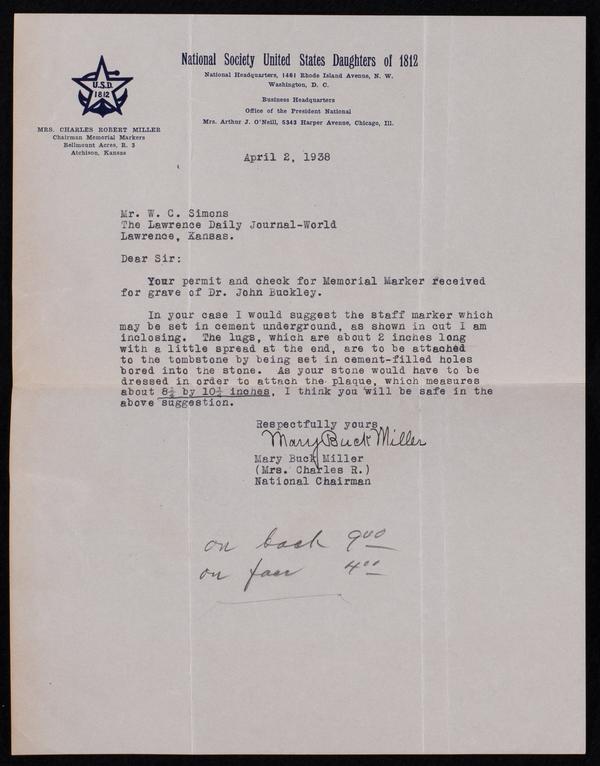 U.S.D.
1812
MRS. CHARLES ROBERT MILLER
Chairman Memorial Markers
Bellmount Acres, R. 3
Atchison, Kansas
National Society United States Daughters of 1812
National Headquarters, 1461 Rhode Island Avenue, N. W.
Washington, D. C.
Business Headquarters
Office of the President National
Mrs. Arthur J. O'Neill, 5343 Harper Avenue, Chicago, Ill.
April 2, 1938
Mr. W. C. Simons
The Lawrence Daily Journal-World
Lawrence, Kansas.
Dear Sir:
Your permit and check for Memorial Marker received
for grave of Dr. John Buckley.
In your case I would suggest the staff marker which
may be set in cement underground, as shown in cut I am
inclosing. The lugs, which are about 2 inches long
with a little spread at the end, are to be attached
to the tombstone by being set in cement-filled holes
bored into the stone. As your stone would have to be
dressed in order to attach the plaque, which measures
about 8½ by 10½ inches, I think you will be safe in the
above suggestion.
Respectfully yours
Mary Buck Miller
Mary Buck Miller
(Mrs. Charles R.)
National Chairman
on back 9.00
on face 4.00